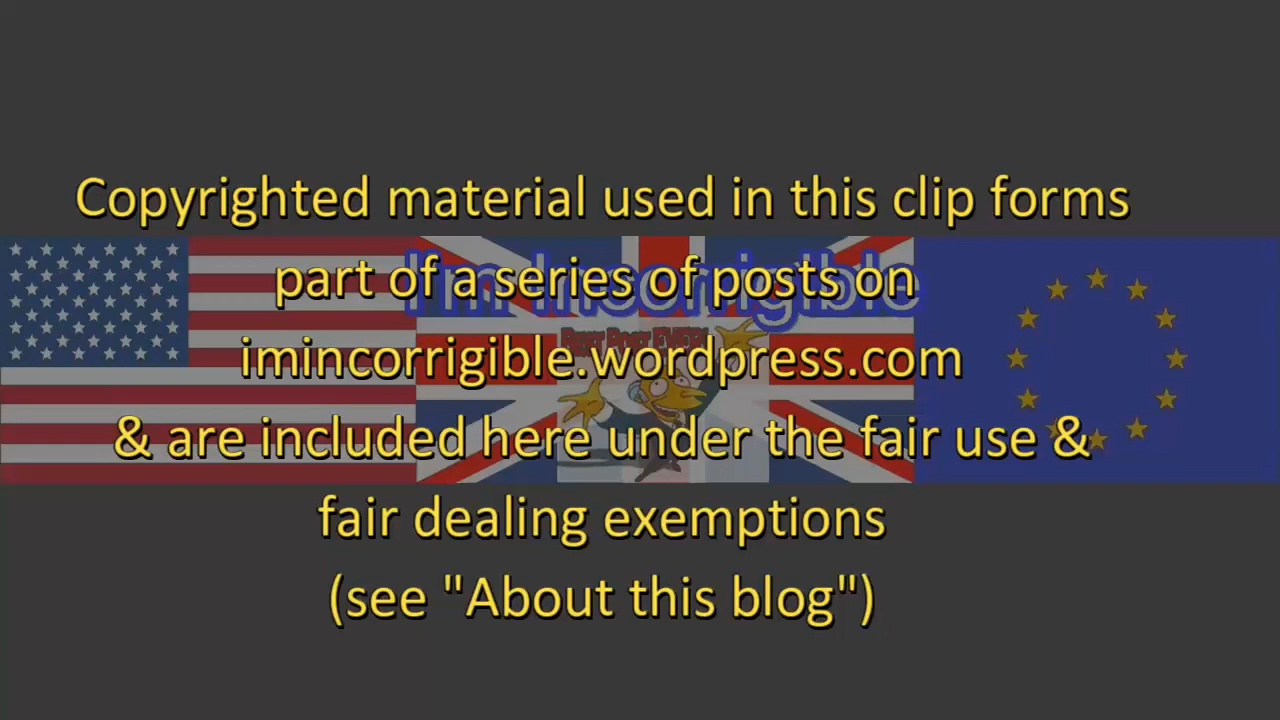 Copyrighted material used in this clip forms
part of a series of posts on
I'm Incorrigible
imincorrigible.wordpress.com
& are included here under the fair use &
fair dealing exemptions
(see "About this blog")